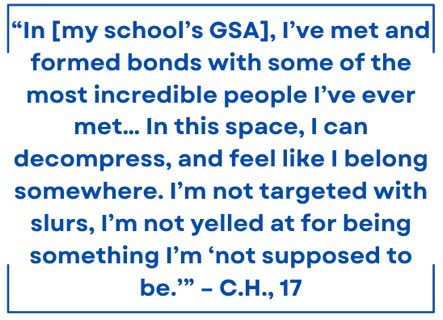 “In [my school’s GSA], I’ve met and
formed bonds with some of the
most incredible people I’ve ever
met... In this space, I can
decompress, and feel like I belong
somewhere. I’m not targeted with
slurs, I’m not yelled at for being
something I’m ‘not supposed to
be.’” – C.H., 17